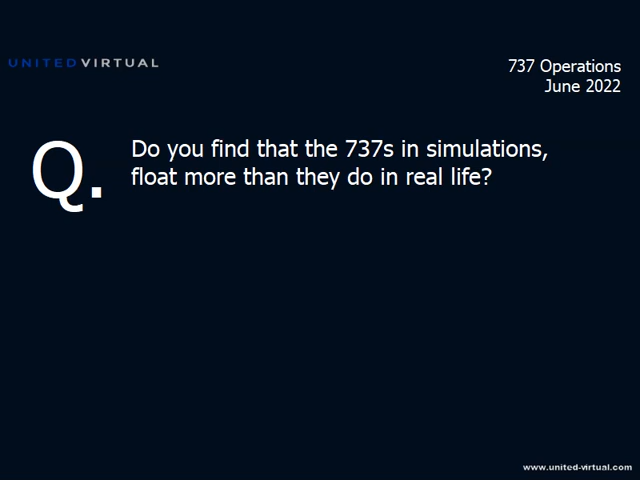 UNITEDVIRTUAL
737 Operations
June 2022
Q.
Do you find that the 737s in simulations,
float more than they do in real life?
www.united-virtual.com